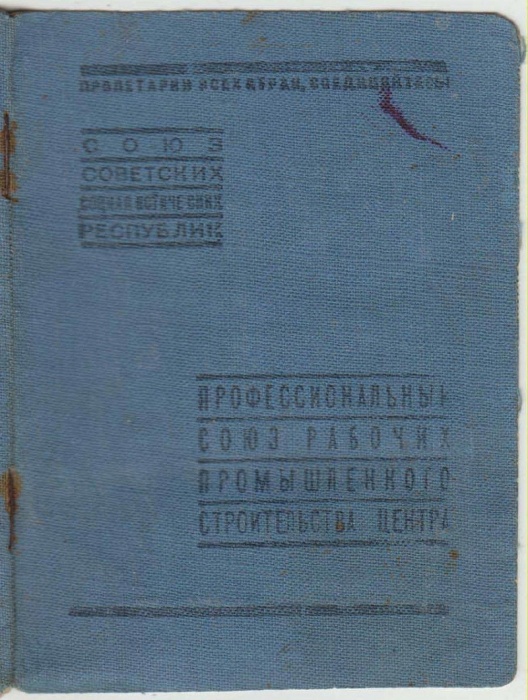 ПРОЛЕТАРИИ ВСЕХ СТРАН, СОЕДИНЯЙТЕСЬ!
СОЮЗ
СОВЕТСКИХ
СОЦИАЛИСТИЧЕСКИХ
РЕСПУБЛИК
ПРОФЕССИОНАЛЬНЫЙ
СОЮЗ РАБОЧИХ
ПРОМЫШЛЕННОГО
СТРОИТЕЛЬСТВА ЦЕНТРА